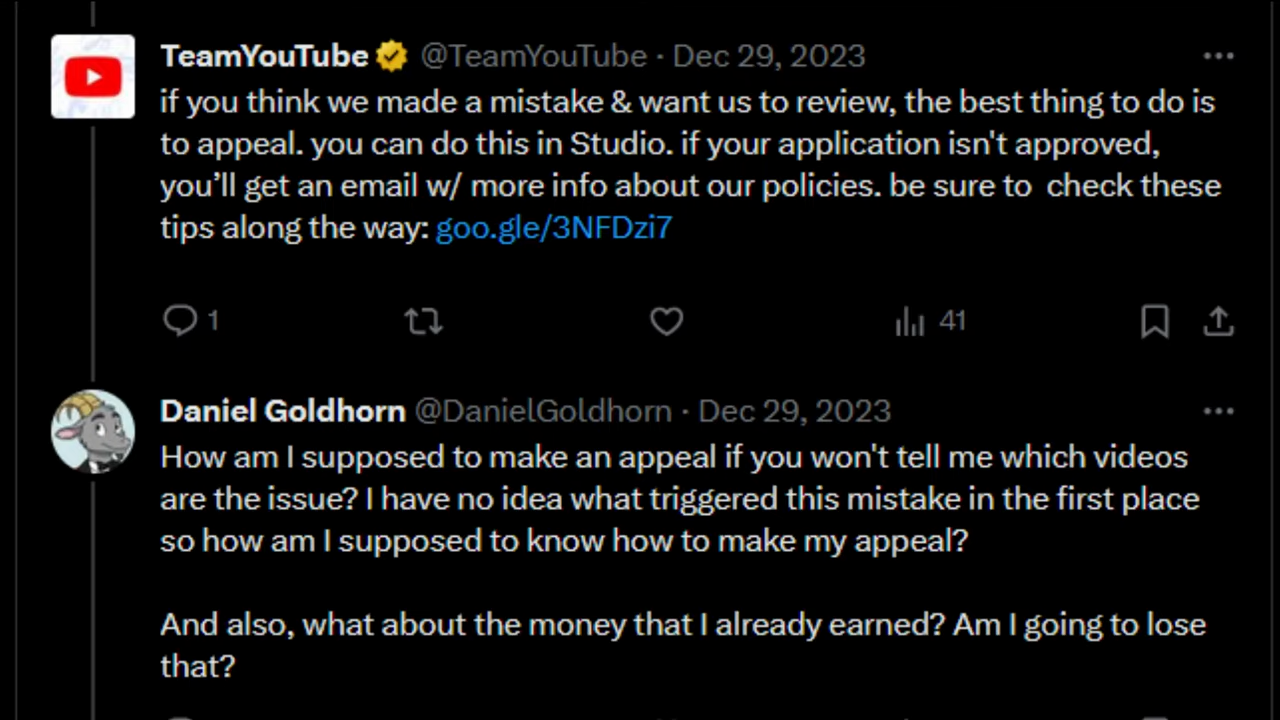 TeamYouTube @TeamYouTube · Dec 29, 2023
if you think we made a mistake & want us to review, the best thing to do is
to appeal. you can do this in Studio. if your application isn't approved,
you’ll get an email w/ more info about our policies. be sure to  check these
tips along the way: goo.gle/3NFDzi7
1 41
Daniel Goldhorn @DanielGoldhorn · Dec 29, 2023
How am I supposed to make an appeal if you won't tell me which videos
are the issue? I have no idea what triggered this mistake in the first place
so how am I supposed to know how to make my appeal?
And also, what about the money that I already earned? Am I going to lose
that?